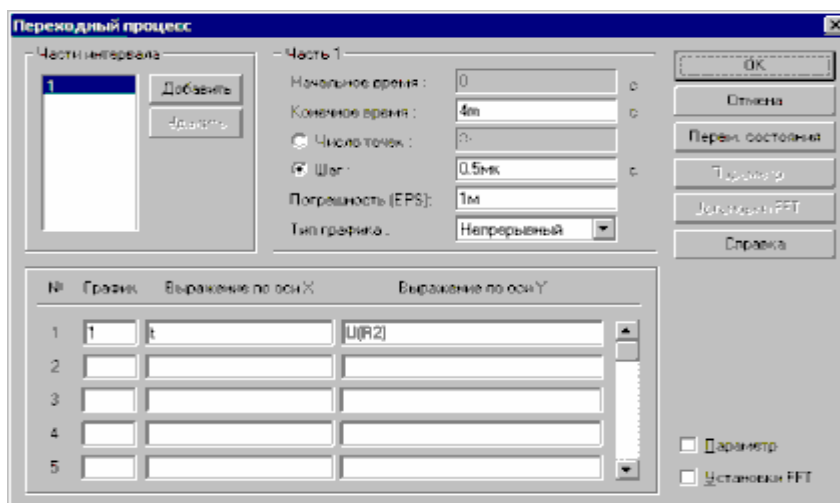 Переходный процесс
Части интервала
1
Добавить
Удалить
Часть 1
Начальное время : 0 с
Конечное время : 4m с
Число точек :
Шаг : 0.5мк с
Погрешность (EPS): 1м
Тип графика : Непрерывный
OK
Отмена
Перем. состояния
Параметр
Установки FFT
Справка
№ График Выражение по оси X Выражение по оси Y
1 1 t U(R2)
2
3
4
5
Параметр
Установки FFT